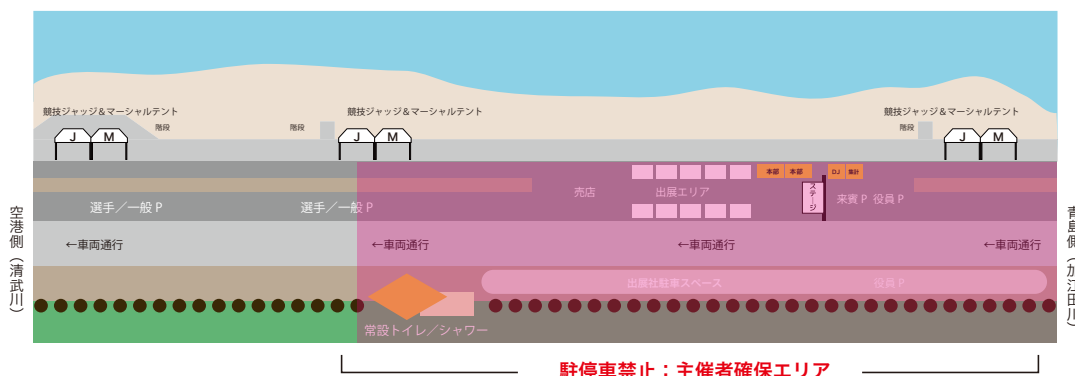 競技ジャッジ＆マーシャルテント
競技ジャッジ＆マーシャルテント
競技ジャッジ＆マーシャルテント
階段
階段
階段
J M
J M
J M
本部 本部
DJ 集計
ステージ
売店
出展エリア
来賓 P 役員 P
選手／一般 P
選手／一般 P
空港側（清武川）
青島側（加江田川）
←車両通行
←車両通行
←車両通行
←車両通行
出展社駐車スペース
役員 P
常設トイレ／シャワー
駐停車禁止：主催者確保エリア